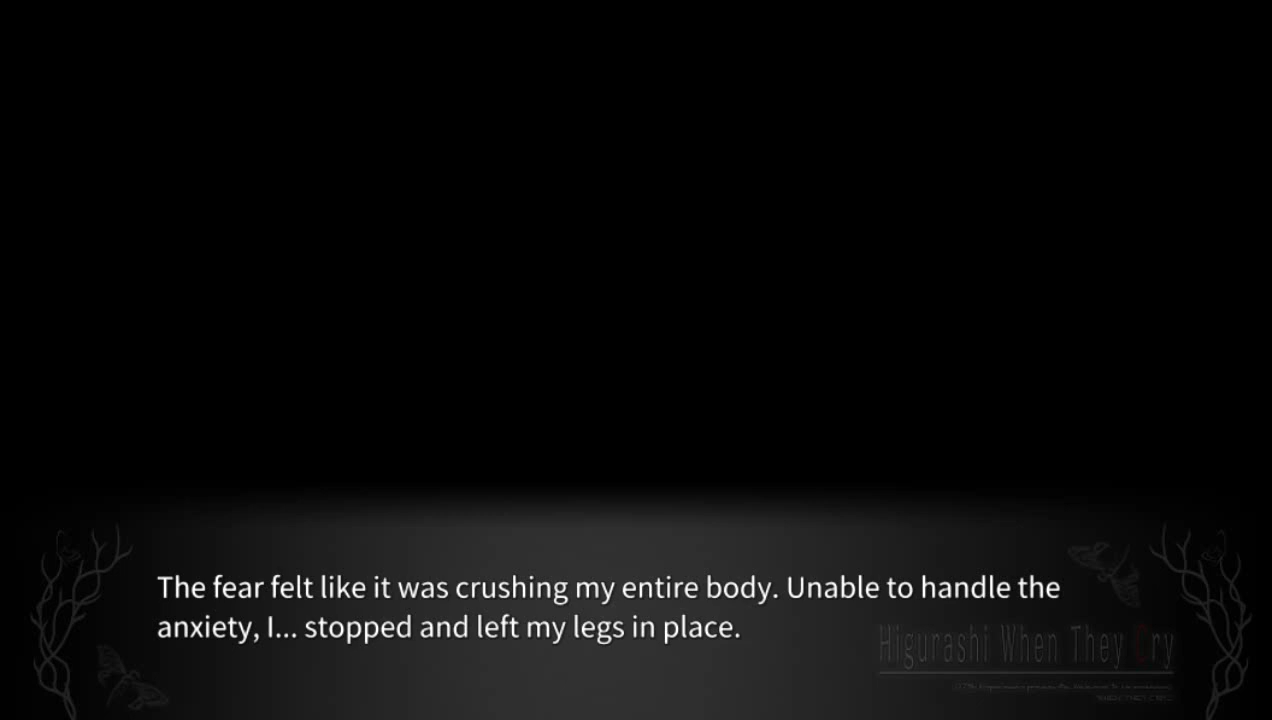 The fear felt like it was crushing my entire body. Unable to handle the
anxiety, I... stopped and left my legs in place.
Higurashi When They Cry